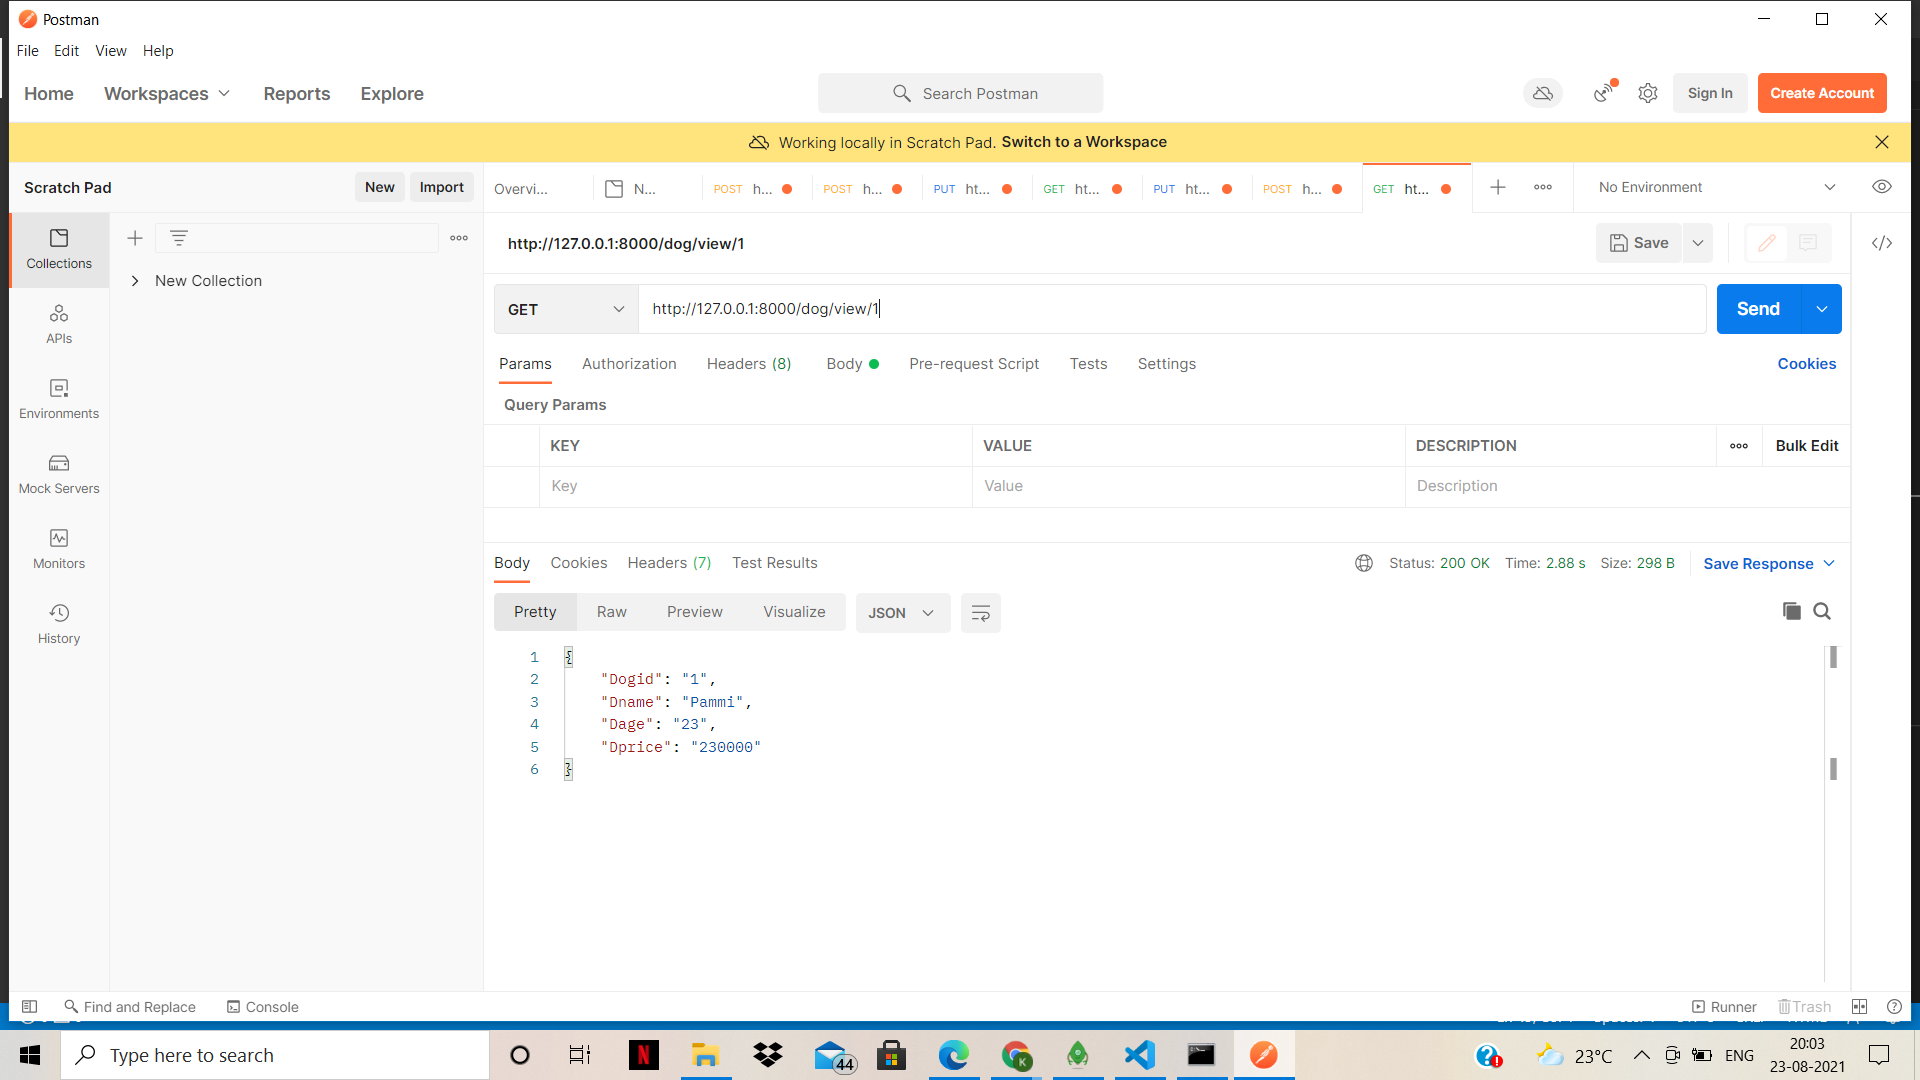 Postman
File Edit View Help
Home Workspaces Reports Explore Search Postman Sign In Create Account
Working locally in Scratch Pad. Switch to a Workspace
Scratch Pad New Import Overvi... N... POST h... POST h... PUT ht... GET ht... PUT ht... POST h... GET ht... No Environment
Collections
New Collection
APIs
Environments
Mock Servers
Monitors
History
http://127.0.0.1:8000/dog/view/1 Save
GET http://127.0.0.1:8000/dog/view/1 Send
Params Authorization Headers (8) Body Pre-request Script Tests Settings Cookies
Query Params
KEY VALUE DESCRIPTION Bulk Edit
Key Value Description
Body Cookies Headers (7) Test Results Status: 200 OK Time: 2.88 s Size: 298 B Save Response
Pretty Raw Preview Visualize JSON
1 {
2 "Dogid": "1",
3 "Dname": "Pammi",
4 "Dage": "23",
5 "Dprice": "230000"
6 }
Find and Replace Console Runner Trash
Type here to search 44 K 23°C ENG 20:03
23-08-2021